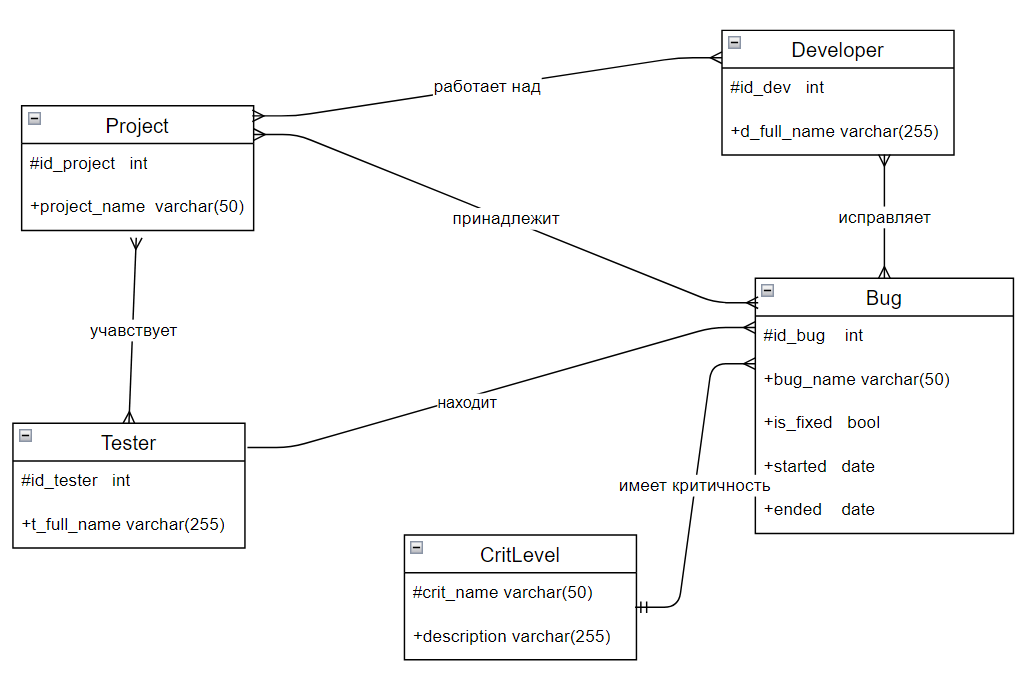 Developer
#id_dev int
+d_full_name varchar(255)
работает над
Project
#id_project int
+project_name varchar(50)
принадлежит
исправляет
учавствует
Bug
#id_bug int
+bug_name varchar(50)
+is_fixed bool
+started date
+ended date
находит
Tester
#id_tester int
+t_full_name varchar(255)
имеет критичность
CritLevel
#crit_name varchar(50)
+description varchar(255)